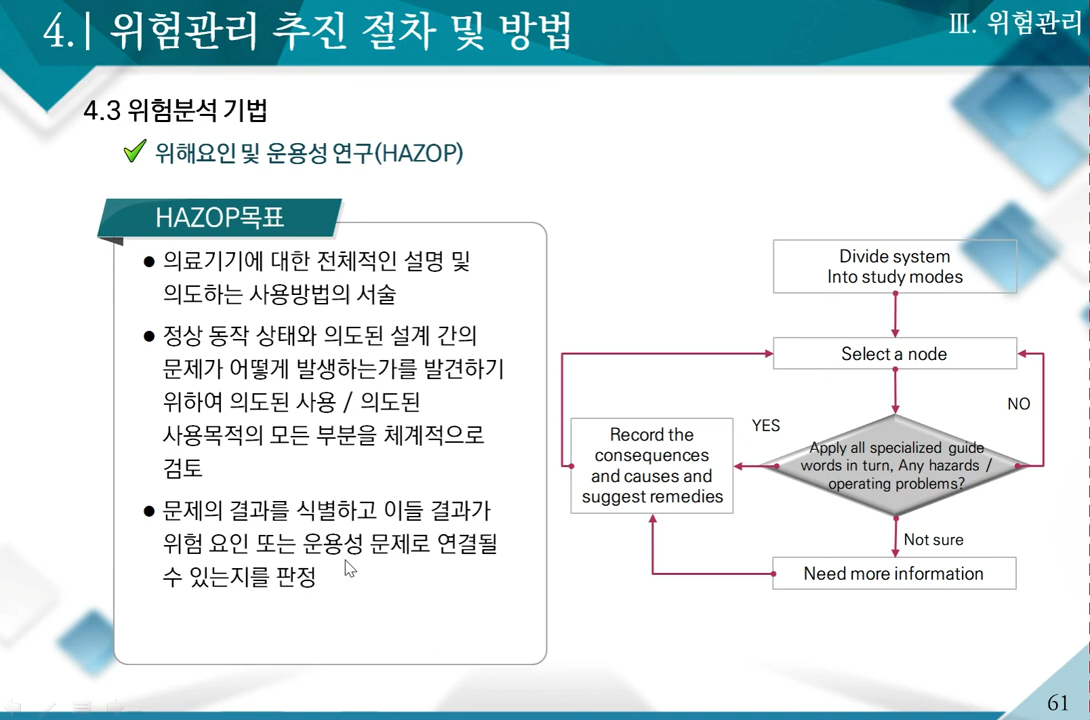 4.| 위험관리 추진 절차 및 방법
Ⅲ. 위험관리
4.3 위험분석 기법
위해요인 및 운용성 연구(HAZOP)
HAZOP목표
● 의료기기에 대한 전체적인 설명 및
의도하는 사용방법의 서술
● 정상 동작 상태와 의도된 설계 간의
문제가 어떻게 발생하는가를 발견하기
위하여 의도된 사용 / 의도된
사용목적의 모든 부분을 체계적으로
검토
● 문제의 결과를 식별하고 이들 결과가
위험 요인 또는 운용성 문제로 연결될
수 있는지를 판정
Divide system
Into study modes
Select a node
NO
YES
Apply all specialized guide
words in turn, Any hazards /
operating problems?
Record the
consequences
and causes and
suggest remedies
Not sure
Need more information
61